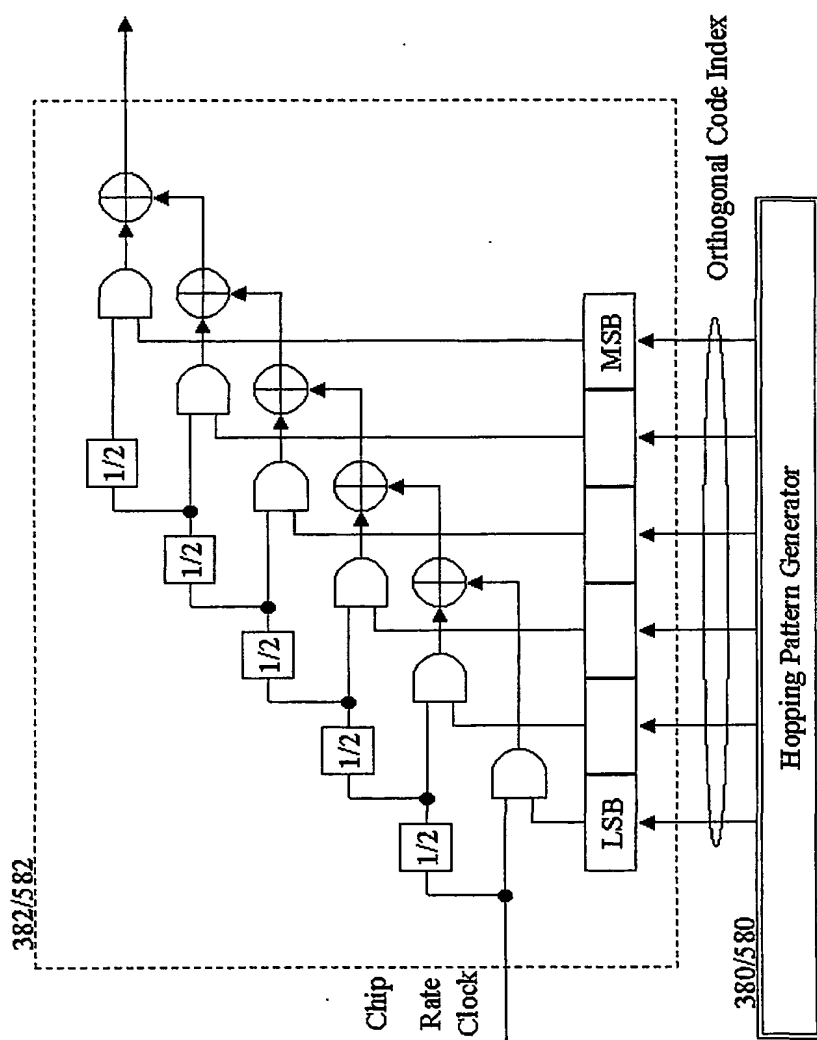 382/582
1/2
1/2
1/2
1/2
1/2
Chip
Rate
Clock
LSB
MSB
Orthogonal Code Index
380/580
Hopping Pattern Generator